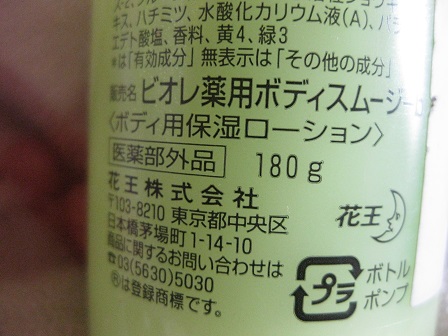 キス、ハチミツ、水酸化カリウム液(A)、パラ
エデト酸塩、香料、黄4、緑3
*は「有効成分」無表示は「その他の成分」
販売名 ビオレ薬用ボディスムージー
〈ボディ用保湿ローション〉
医薬部外品 180g
花王株式会社
〒103-8210 東京都中央区
日本橋茅場町1-14-10
商品に関するお問い合わせは
☎03(5630)5030
®は登録商標です。
花王
プラ
ボトル
ポンプ